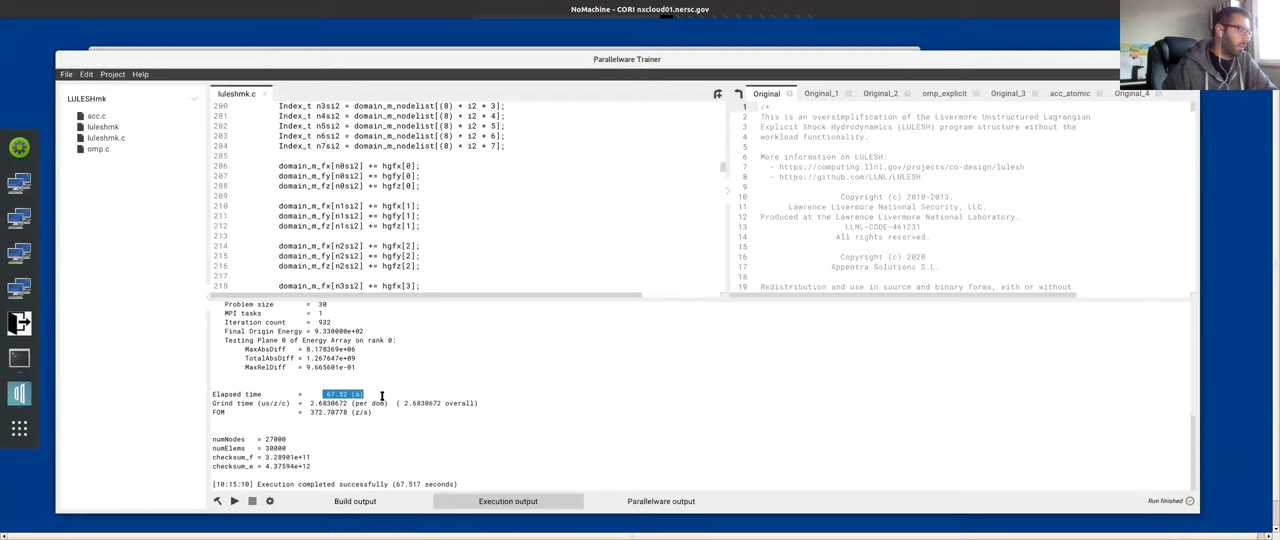 NoMachine - CORI nxcloud01.nersc.gov
Parallelware Trainer
File Edit Project Help
LULESHmk
acc.c
luleshmk
luleshmk.c
omp.c
luleshmk.c
200 Index_t n3si2 = domain_m_nodelist[(8) * i2 + 3];
201 Index_t n4si2 = domain_m_nodelist[(8) * i2 + 4];
202 Index_t n5si2 = domain_m_nodelist[(8) * i2 + 5];
203 Index_t n6si2 = domain_m_nodelist[(8) * i2 + 6];
204 Index_t n7si2 = domain_m_nodelist[(8) * i2 + 7];
205
206 domain_m_fx[n0si2] += hgfx[0];
207 domain_m_fy[n0si2] += hgfy[0];
208 domain_m_fz[n0si2] += hgfz[0];
209
210 domain_m_fx[n1si2] += hgfx[1];
211 domain_m_fy[n1si2] += hgfy[1];
212 domain_m_fz[n1si2] += hgfz[1];
213
214 domain_m_fx[n2si2] += hgfx[2];
215 domain_m_fy[n2si2] += hgfy[2];
216 domain_m_fz[n2si2] += hgfz[2];
217
218 domain_m_fx[n3si2] += hgfx[3];
Original Original_1 Original_2 omp_explicit Original_3 acc_atomic Original_4
1 /*
2 This is an oversimplification of the Livermore Unstructured Lagrangian
3 Explicit Shock Hydrodynamics (LULESH) program structure without the
4 workload functionality.
5
6 More information on LULESH:
7 - https://computing.llnl.gov/projects/co-design/lulesh
8 - https://github.com/LLNL/LULESH
9
10 Copyright (c) 2010-2013.
11 Lawrence Livermore National Security, LLC.
12 Produced at the Lawrence Livermore National Laboratory.
13 LLNL-CODE-461231
14 All rights reserved.
15
16 Copyright (c) 2020
17 Appentra Solutions S.L.
18
19 Redistribution and use in source and binary forms, with or without
Problem size = 30
MPI tasks = 1
Iteration count = 932
Final Origin Energy = 9.330000e+02
Testing Plane 0 of Energy Array on rank 0:
MaxAbsDiff = 8.178369e+06
TotalAbsDiff = 1.267647e+09
MaxRelDiff = 9.665601e-01
Elapsed time = 67.52 (s)
Grind time (us/z/c) = 2.6830672 (per dom) ( 2.6830672 overall)
FOM = 372.70778 (z/s)
numNodes = 27000
numElems = 30000
checksum_f = 3.28901e+11
checksum_e = 4.37594e+12
[10:15:10] Execution completed successfully (67.517 seconds)
Build output Execution output Parallelware output Run finished